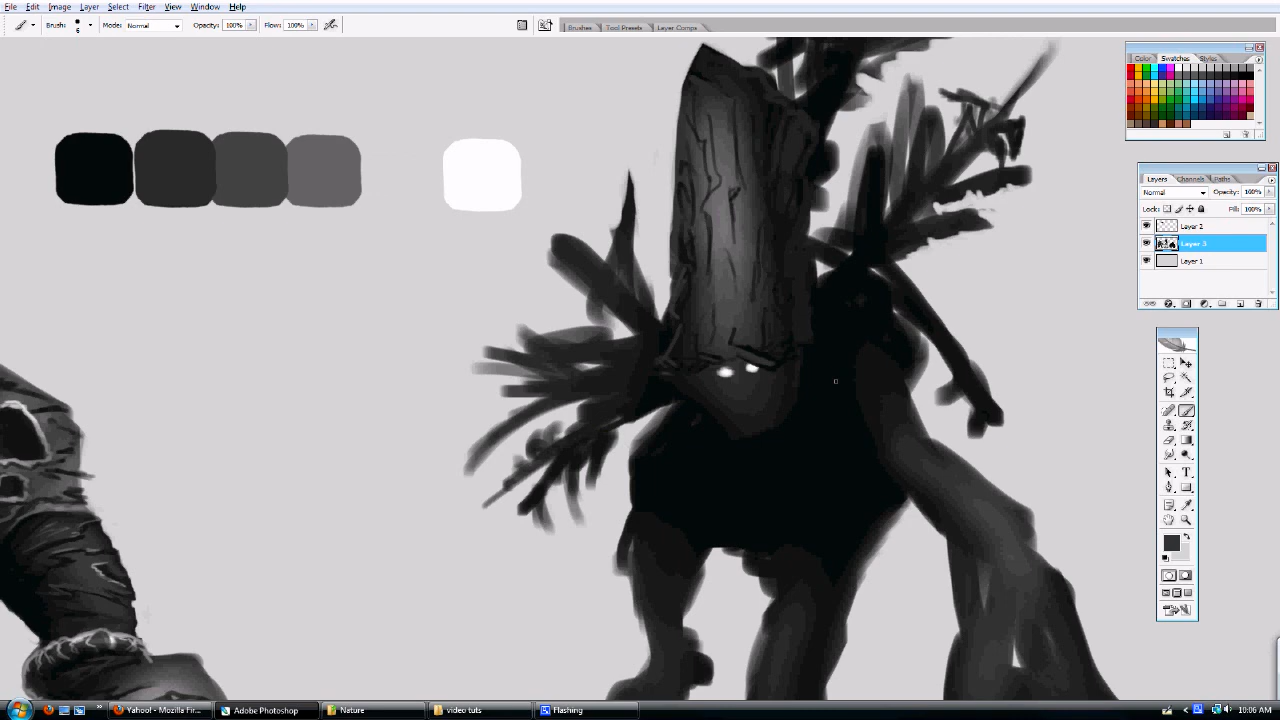 File Edit Image Layer Select Filter View Window Help
Brush: 6 Mode: Normal Opacity: 100% Flow: 100%
Brushes Tool Presets Layer Comps
Color Swatches Styles
Layers Channels Paths
Normal Opacity: 100%
Lock: Fill: 100%
Layer 2
Layer 3
Layer 1
Yahoo! - Mozilla Fir... Adobe Photoshop Nature video tuts Flashing 10:06 AM